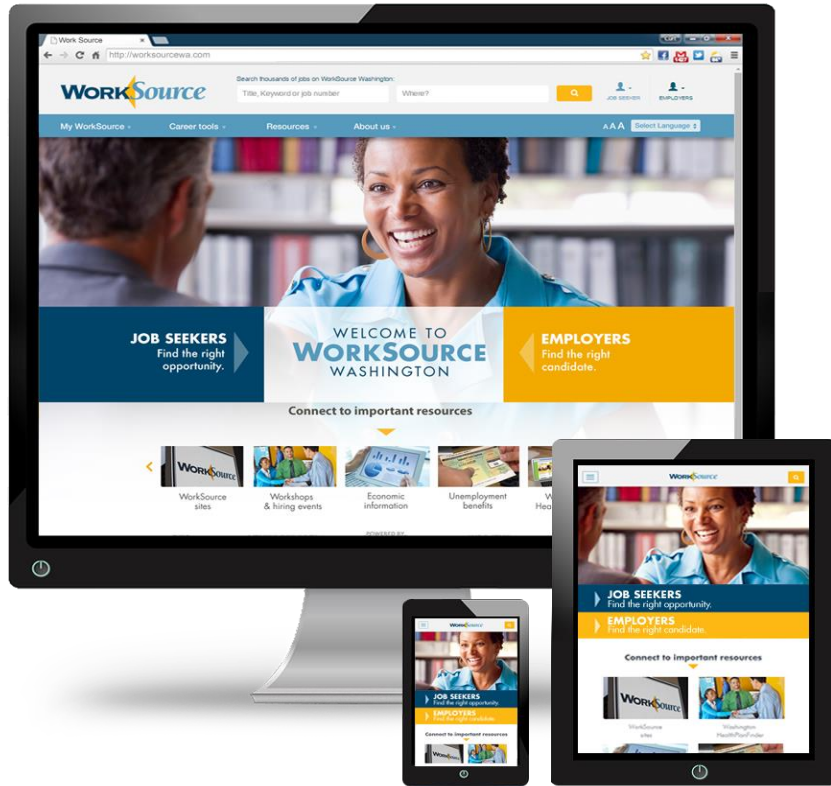 Work Source
http://worksourcewa.com
WORKSource
Search thousands of jobs on WorkSource Washington:
Title, Keyword or job number
Where?
JOB SEEKER
EMPLOYERS
My WorkSource
Career tools
Resources
About us
AAA
Select Language
JOB SEEKERS
Find the right
opportunity.
WELCOME TO
WORKSOURCE
WASHINGTON
EMPLOYERS
Find the right
candidate.
Connect to important resources
WORKSource
WorkSource
sites
Workshops
& hiring events
Economic
information
Unemployment
benefits
W
Hea
POWERED BY
WORKSource
JOB SEEKERS
Find the right opportunity.
EMPLOYERS
Find the right candidate.
Connect to important resources
WORKSource
WORKSource
JOB SEEKERS
Find the right opportunity.
EMPLOYERS
Find the right candidate.
Connect to important resources
WORKSource
WorkSource
sites
Washington
HealthPlanFinder